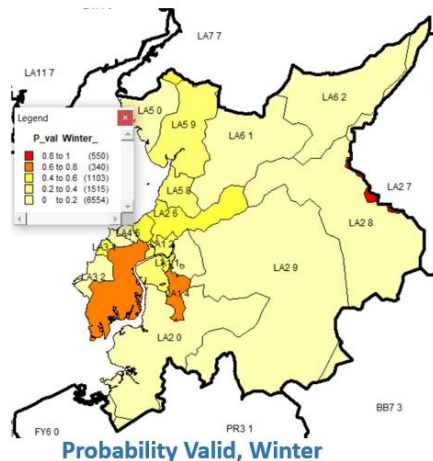 LA7 7
LA11 7
LA6 2
LA5 0
Legend
P_val Winter_
0.8 to 1 (550)
0.6 to 0.8 (340)
0.4 to 0.6 (1103)
0.2 to 0.4 (1515)
0 to 0.2 (6554)
LA5 9
LA6 1
LA5 8
LA2 7
LA2 6
LA2 8
LA3 2
LA2 9
LA2 0
BB7 3
FY6 0
PR3 1
Probability Valid, Winter